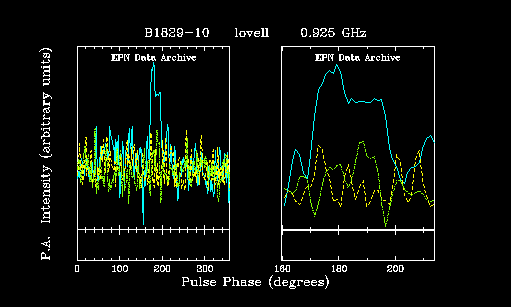 B1829-10 lovell 0.925 GHz
EPN Data Archive EPN Data Archive
P.A. Intensity (arbitrary units)
0 100 200 300 160 180 200
Pulse Phase (degrees)